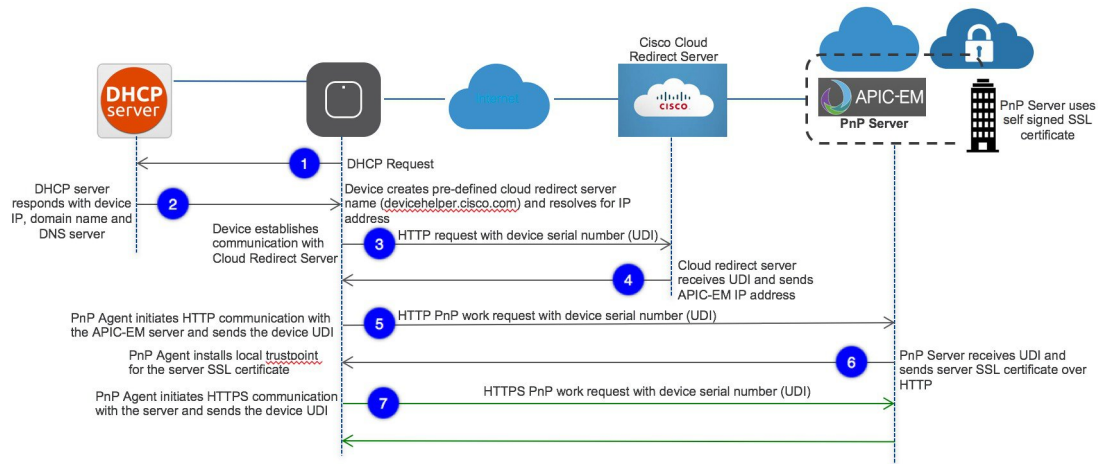 Cisco Cloud
Redirect Server
DHCP
server
Internet
CISCO
APIC-EM
PnP Server
PnP Server uses
self signed SSL
certificate
1
DHCP Request
DHCP server
responds with device
IP, domain name and
DNS server
2
Device creates pre-defined cloud redirect server
name (devicehelper.cisco.com) and resolves for IP
address
Device establishes
communication with
Cloud Redirect Server
3
HTTP request with device serial number (UDI)
4
Cloud redirect server
receives UDI and sends
APIC-EM IP address
PnP Agent initiates HTTP communication with
the APIC-EM server and sends the device UDI
5
HTTP PnP work request with device serial number (UDI)
PnP Agent installs local trustpoint
for the server SSL certificate
6
PnP Server receives UDI and
sends server SSL certificate over
HTTP
PnP Agent initiates HTTPS communication
with the server and sends the device UDI
7
HTTPS PnP work request with device serial number (UDI)